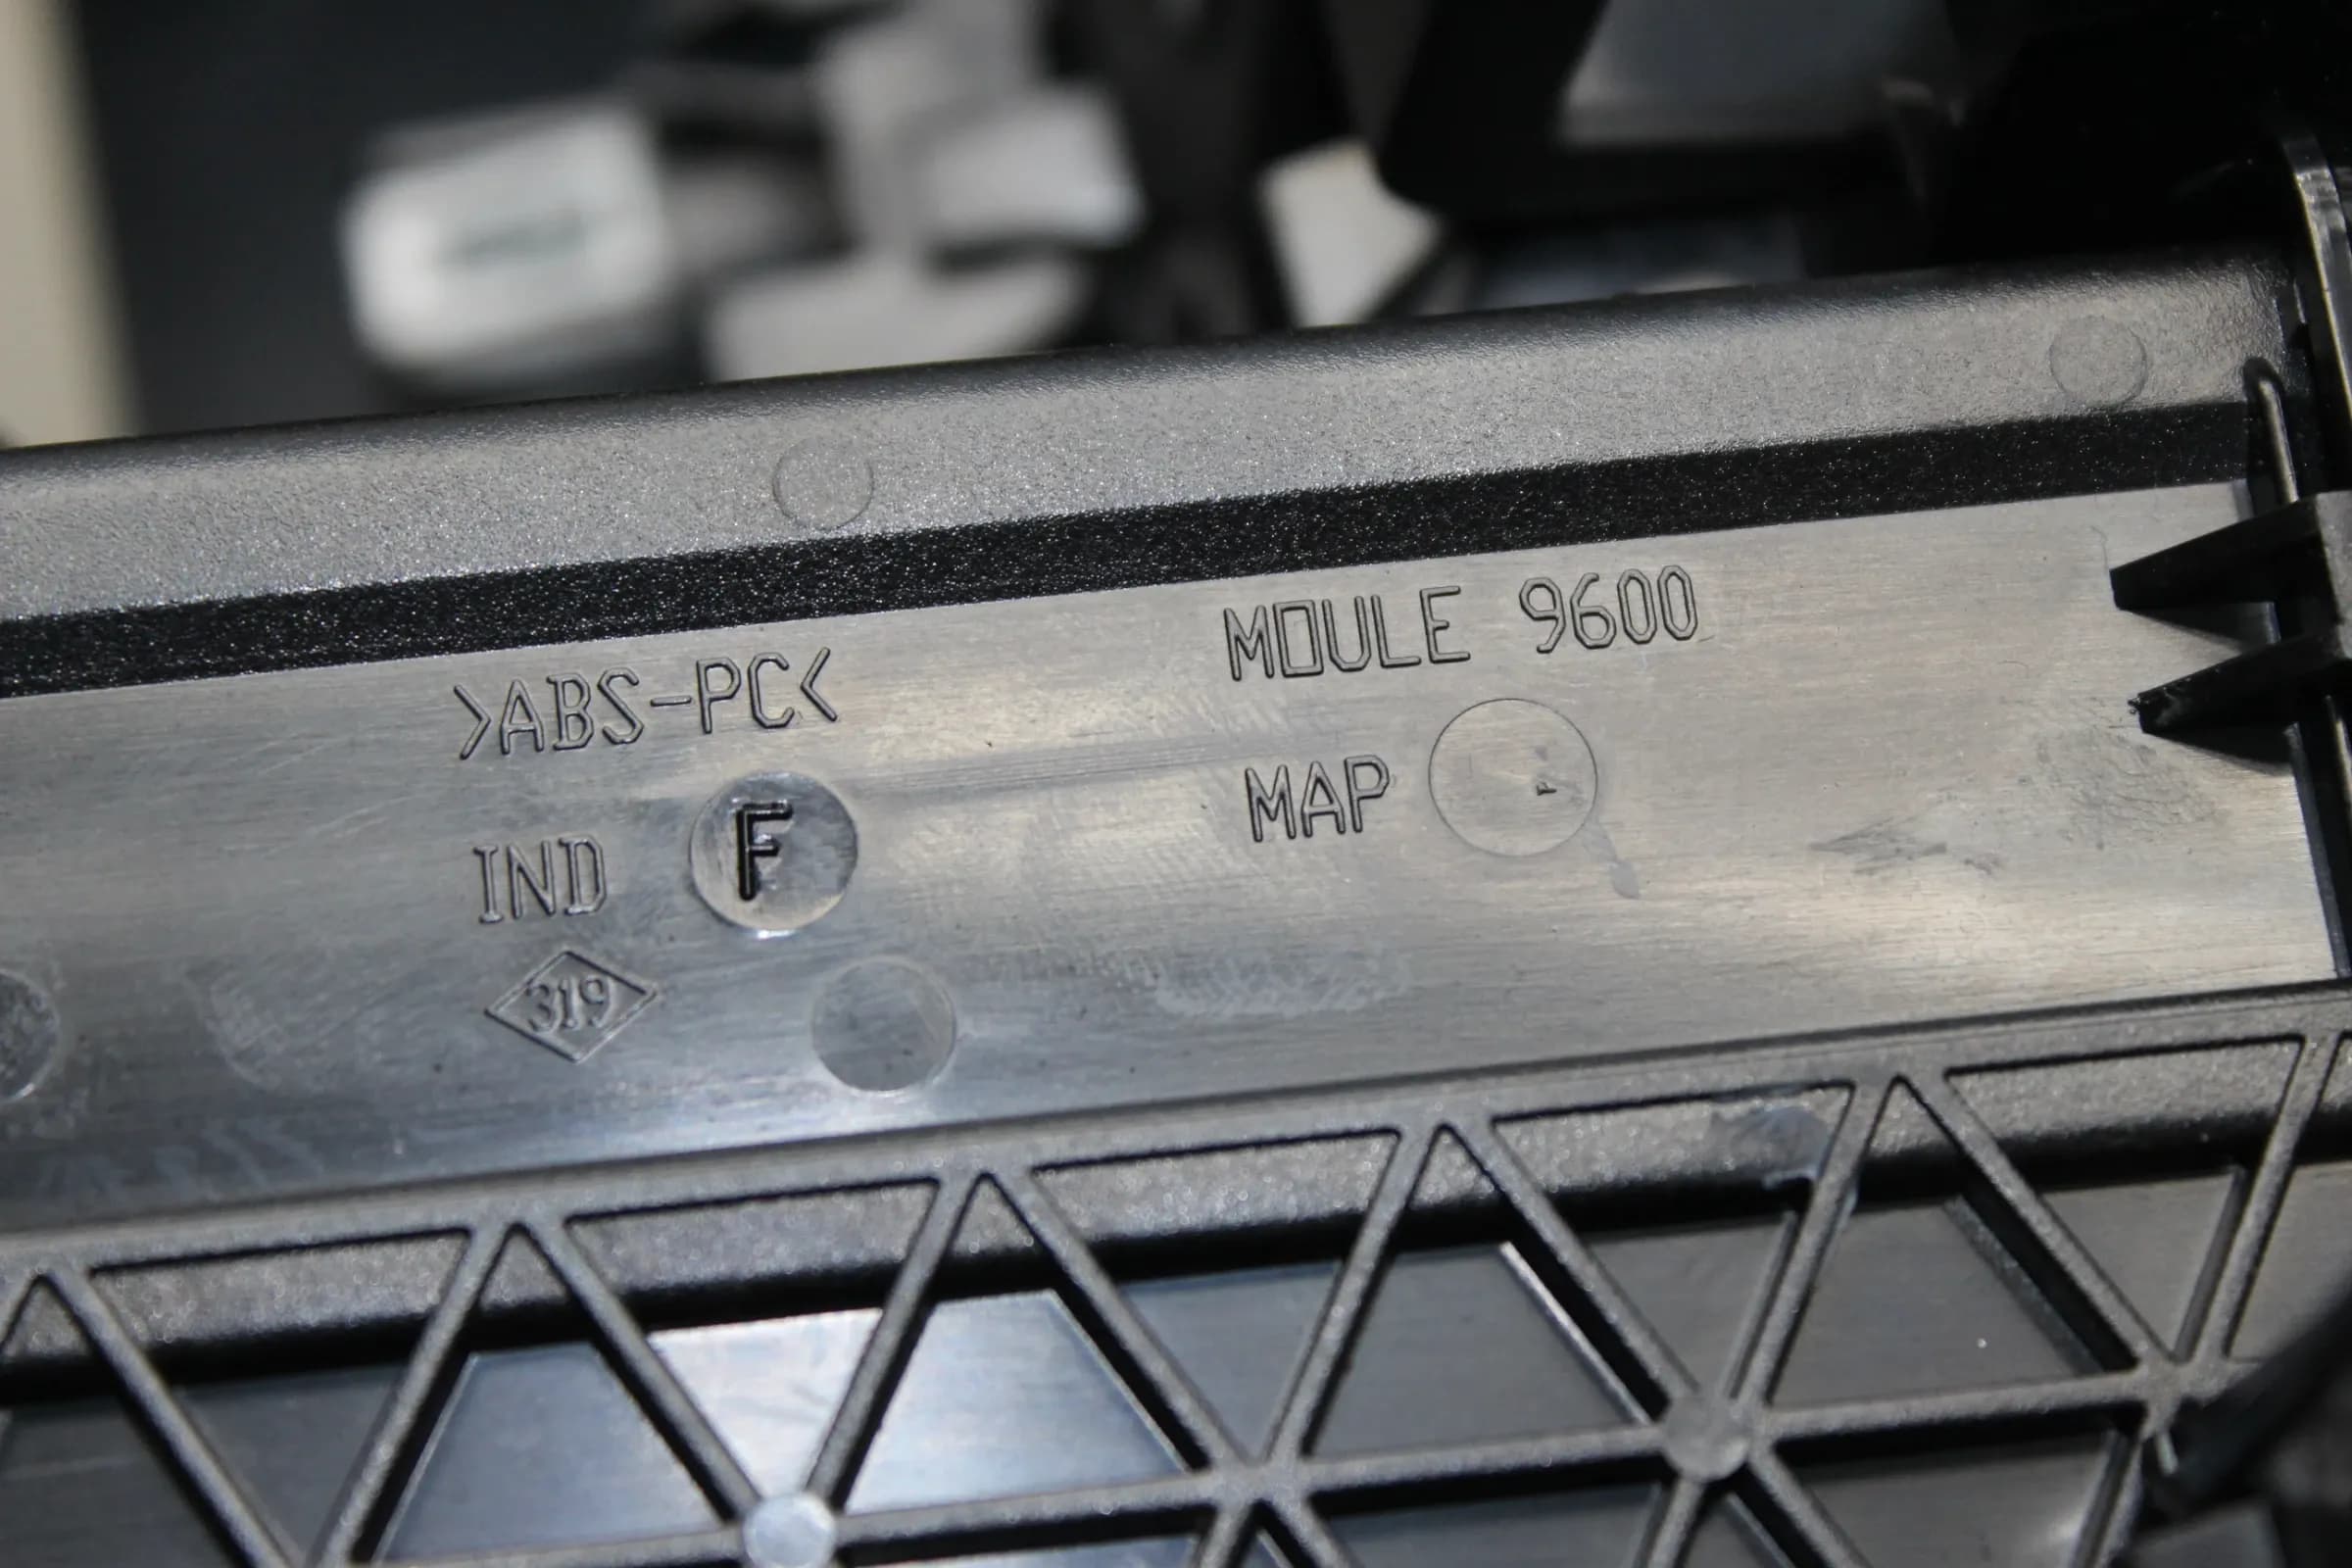 >ABS-PC<
IND F
319
MOULE 9600
MAP